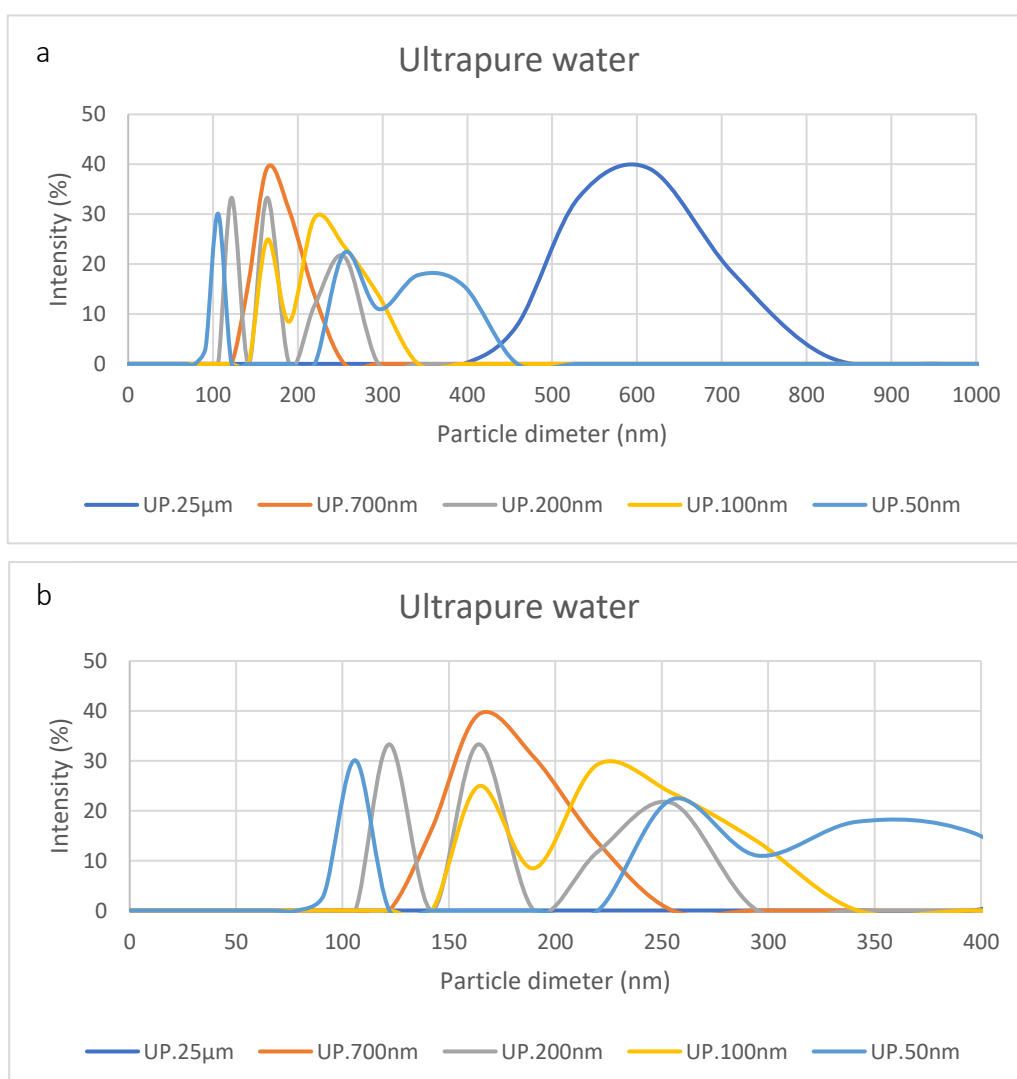 a
Ultrapure water
50
40
30
20
10
0
Intensity (%)
0 100 200 300 400 500 600 700 800 900 1000
Particle dimeter (nm)
UP.25μm UP.700nm UP.200nm UP.100nm UP.50nm
b
Ultrapure water
50
40
30
20
10
0
Intensity (%)
0 50 100 150 200 250 300 350 400
Particle dimeter (nm)
UP.25μm UP.700nm UP.200nm UP.100nm UP.50nm